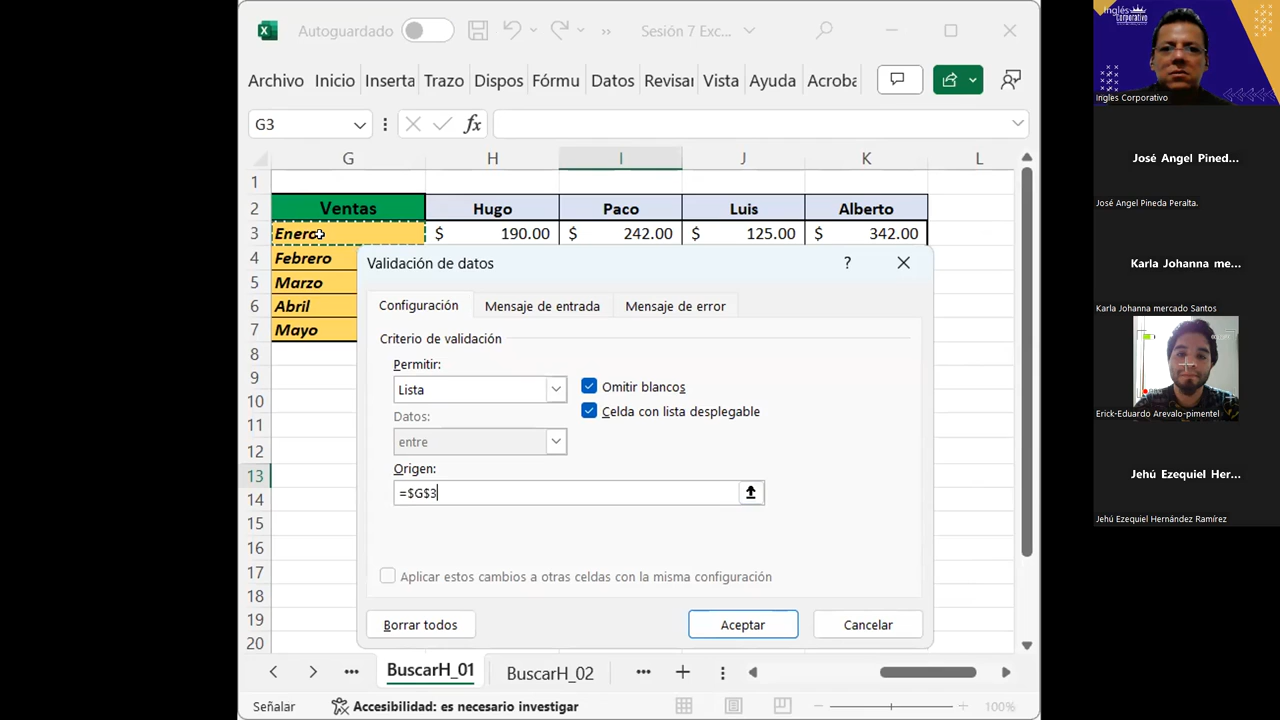 Autoguardado
Sesión 7 Exc...
Archivo Inicio Inserta Trazo Dispos Fórmu Datos Revisar Vista Ayuda Acroba
G3
fx
G H I J K L
1
2 Ventas Hugo Paco Luis Alberto
3 Enero $ 190.00 $ 242.00 $ 125.00 $ 342.00
4 Febrero
5 Marzo
6 Abril
7 Mayo
8
9
10
11
12
13
14
15
16
17
18
19
20
Validación de datos
?
Configuración Mensaje de entrada Mensaje de error
Criterio de validación
Permitir:
Lista
Omitir blancos
Datos:
Celda con lista desplegable
entre
Origen:
=$G$3
Aplicar estos cambios a otras celdas con la misma configuración
Borrar todos Aceptar Cancelar
BuscarH_01 BuscarH_02
Señalar
Accesibilidad: es necesario investigar
100%
Inglés
Corporativo
Ingles Corporativo
José Angel Pined...
José Angel Pineda Peralta.
Karla Johanna me...
Karla Johanna mercado Santos
Erick-Eduardo Arevalo-pimentel
Jehú Ezequiel Her...
Jehú Ezequiel Hernández Ramírez